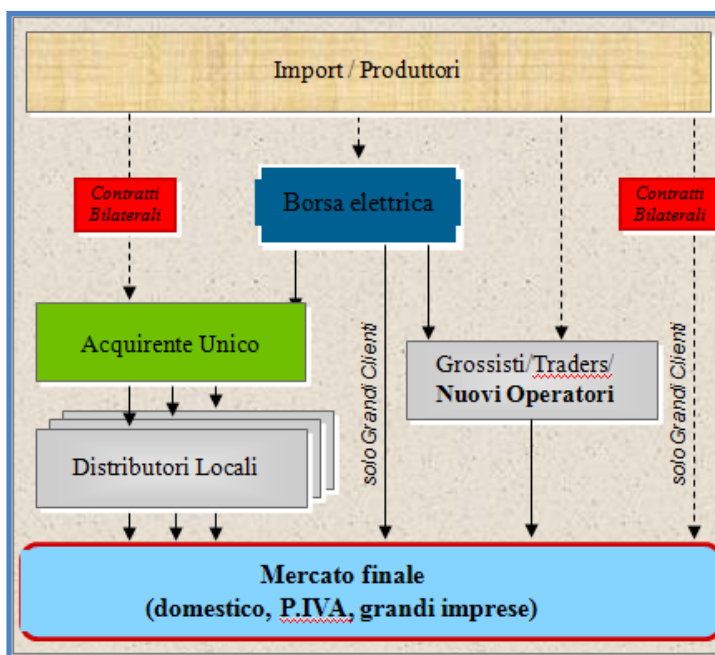 Import / Produttori
Contratti
Bilaterali
Borsa elettrica
Contratti
Bilaterali
Acquirente Unico
solo Grandi Clienti
Grossisti/Traders/
Nuovi Operatori
solo Grandi Clienti
Distributori Locali
Mercato finale
(domestico, P.IVA, grandi imprese)